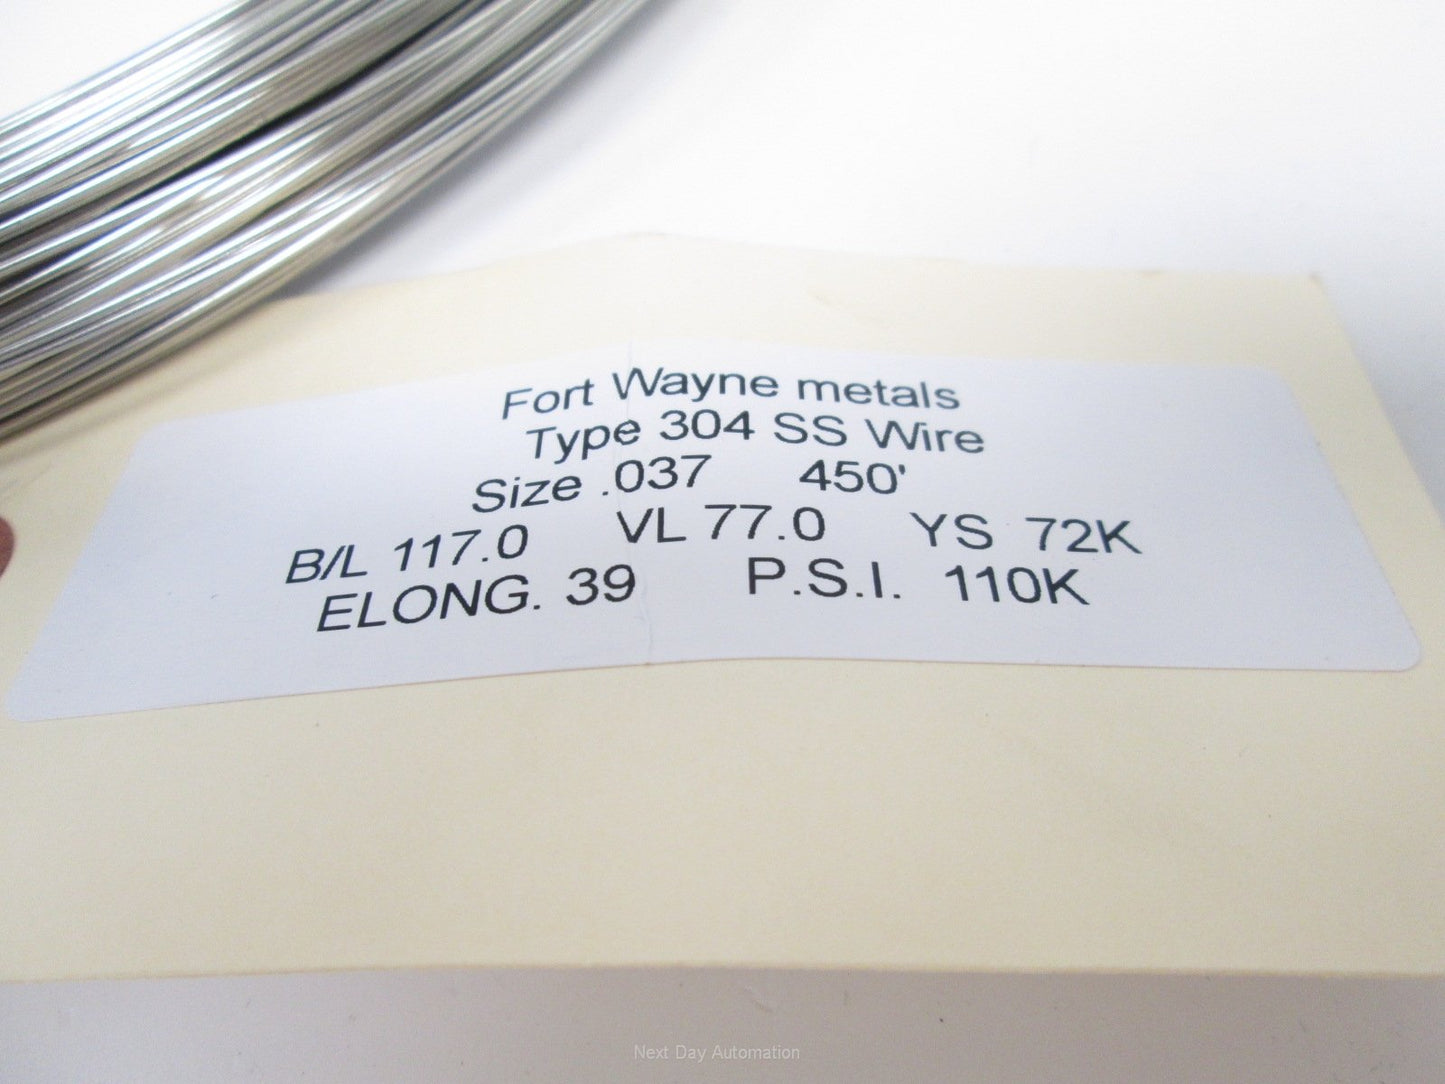 Fort Wayne metals
Type 304 SS Wire
Size .037 450'
B/L 117.0 VL 77.0 YS 72K
ELONG. 39 P.S.I. 110K
Next Day Automation